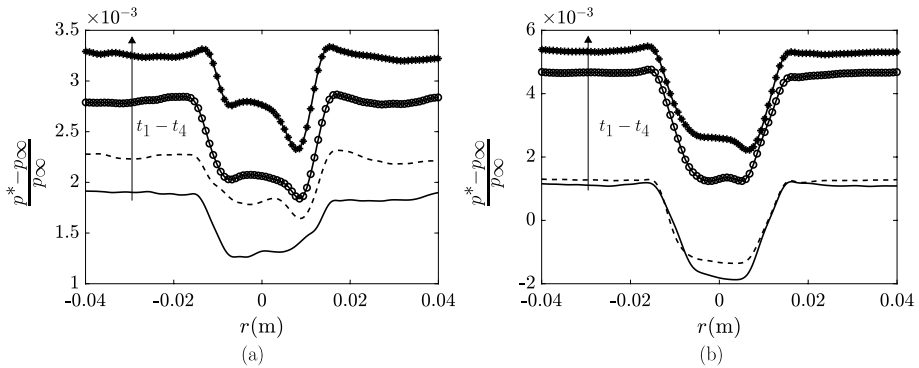 ×10⁻³
3.5
3
2.5
2
1.5
1
t₁ − t₄
(p* − p∞)/p∞
-0.04 -0.02 0 0.02 0.04
r(m)
(a)
×10⁻³
6
4
2
0
-2
t₁ − t₄
(p* − p∞)/p∞
-0.04 -0.02 0 0.02 0.04
r(m)
(b)